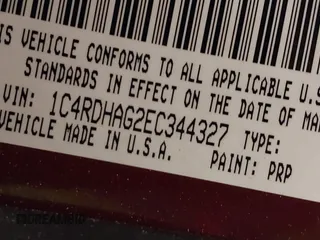 IS VEHICLE CONFORMS TO ALL APPLICABLE U.S
STANDARDS IN EFFECT ON THE DATE OF MA
VIN: 1C4RDHAG2EC344327 TYPE:
VEHICLE MADE IN U.S.A. PAINT: PRP